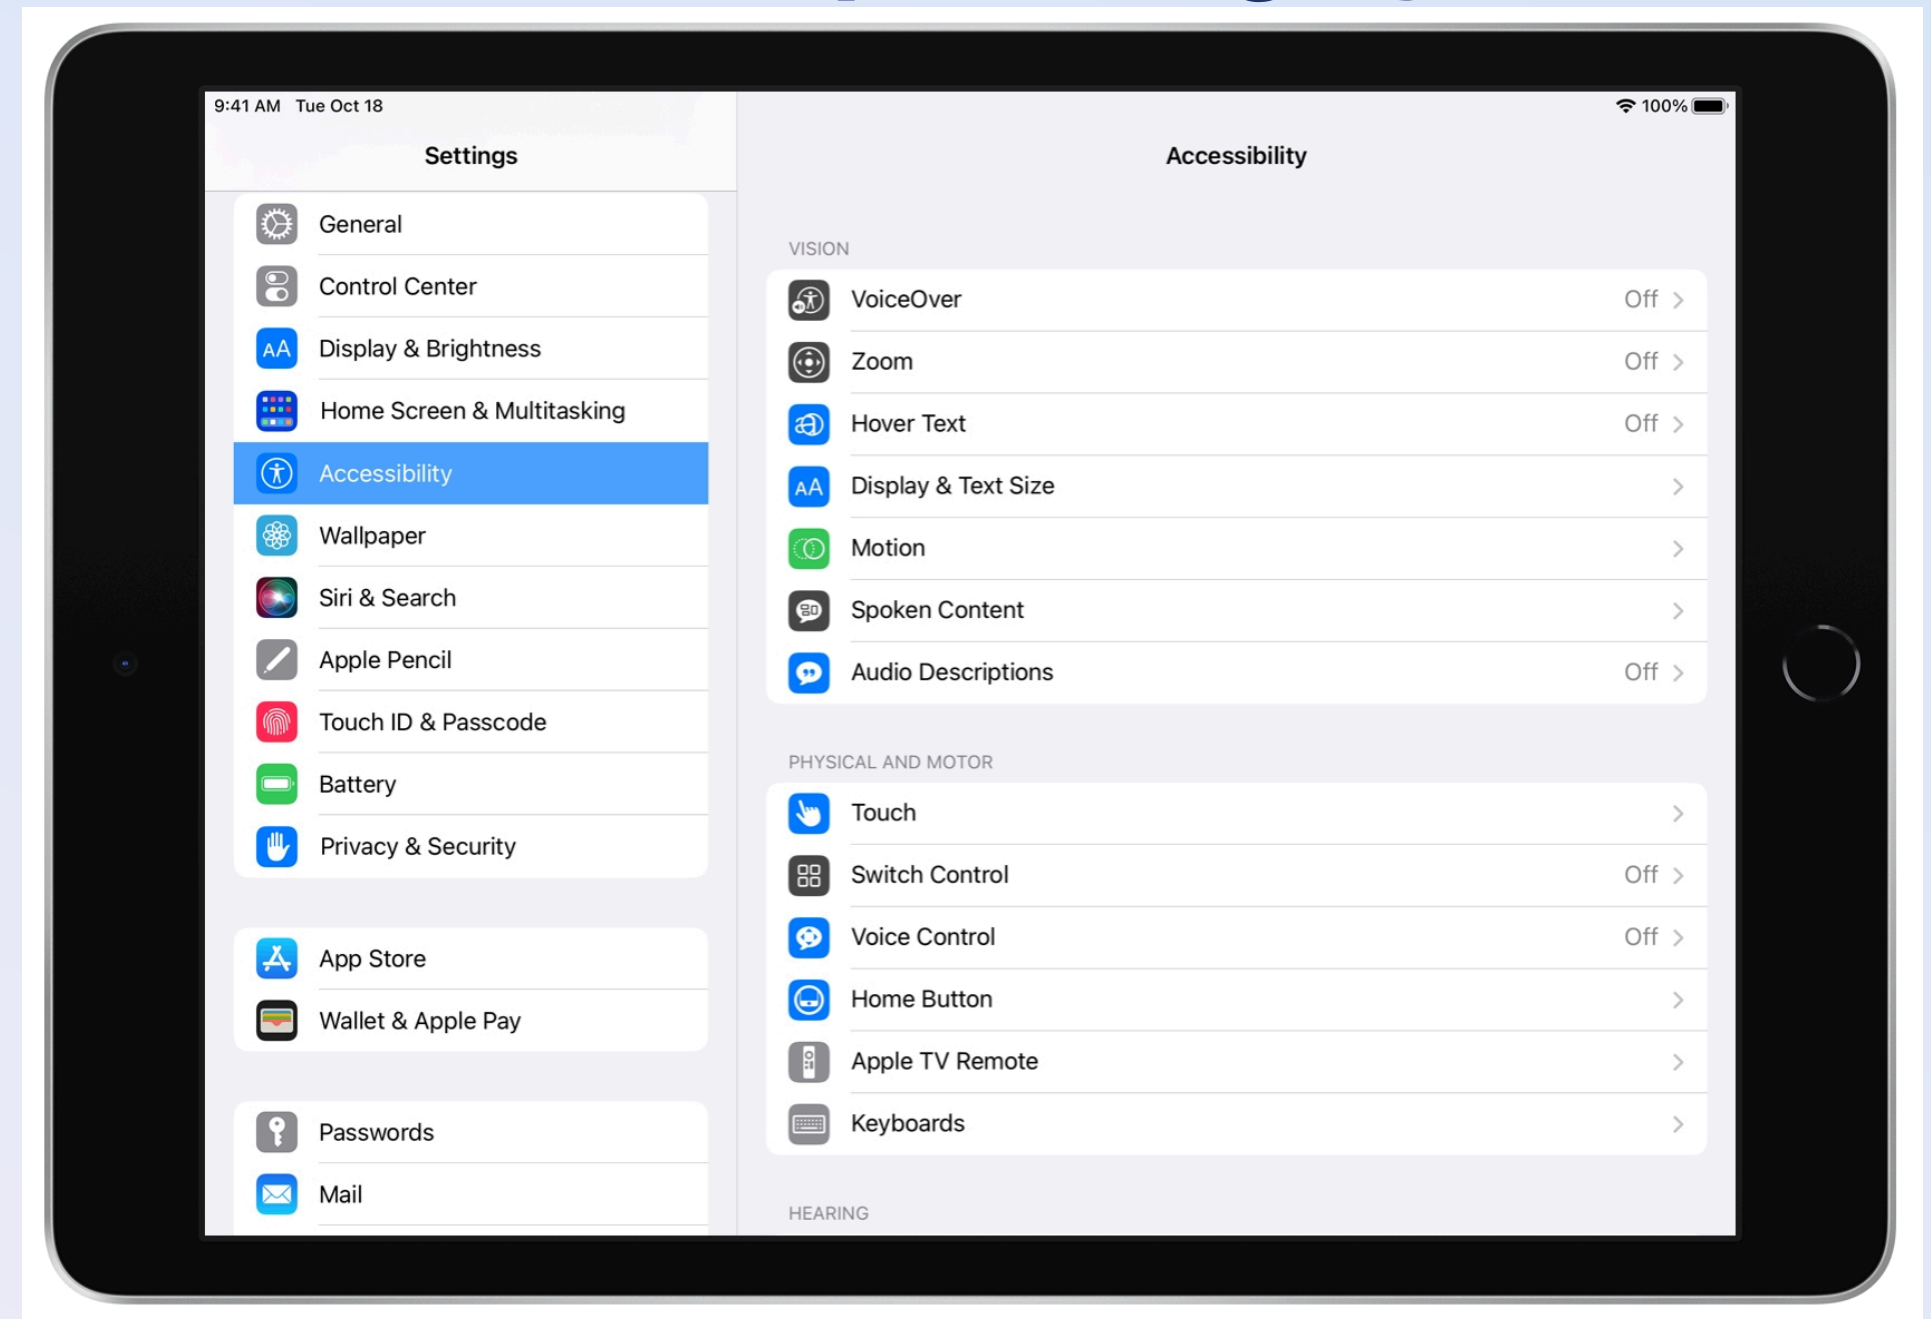 9:41 AM Tue Oct 18
100%
Settings
General
Control Center
Display & Brightness
Home Screen & Multitasking
Accessibility
Wallpaper
Siri & Search
Apple Pencil
Touch ID & Passcode
Battery
Privacy & Security
App Store
Wallet & Apple Pay
Passwords
Mail
Accessibility
VISION
VoiceOver Off
Zoom Off
Hover Text Off
Display & Text Size
Motion
Spoken Content
Audio Descriptions Off
PHYSICAL AND MOTOR
Touch
Switch Control Off
Voice Control Off
Home Button
Apple TV Remote
Keyboards
HEARING